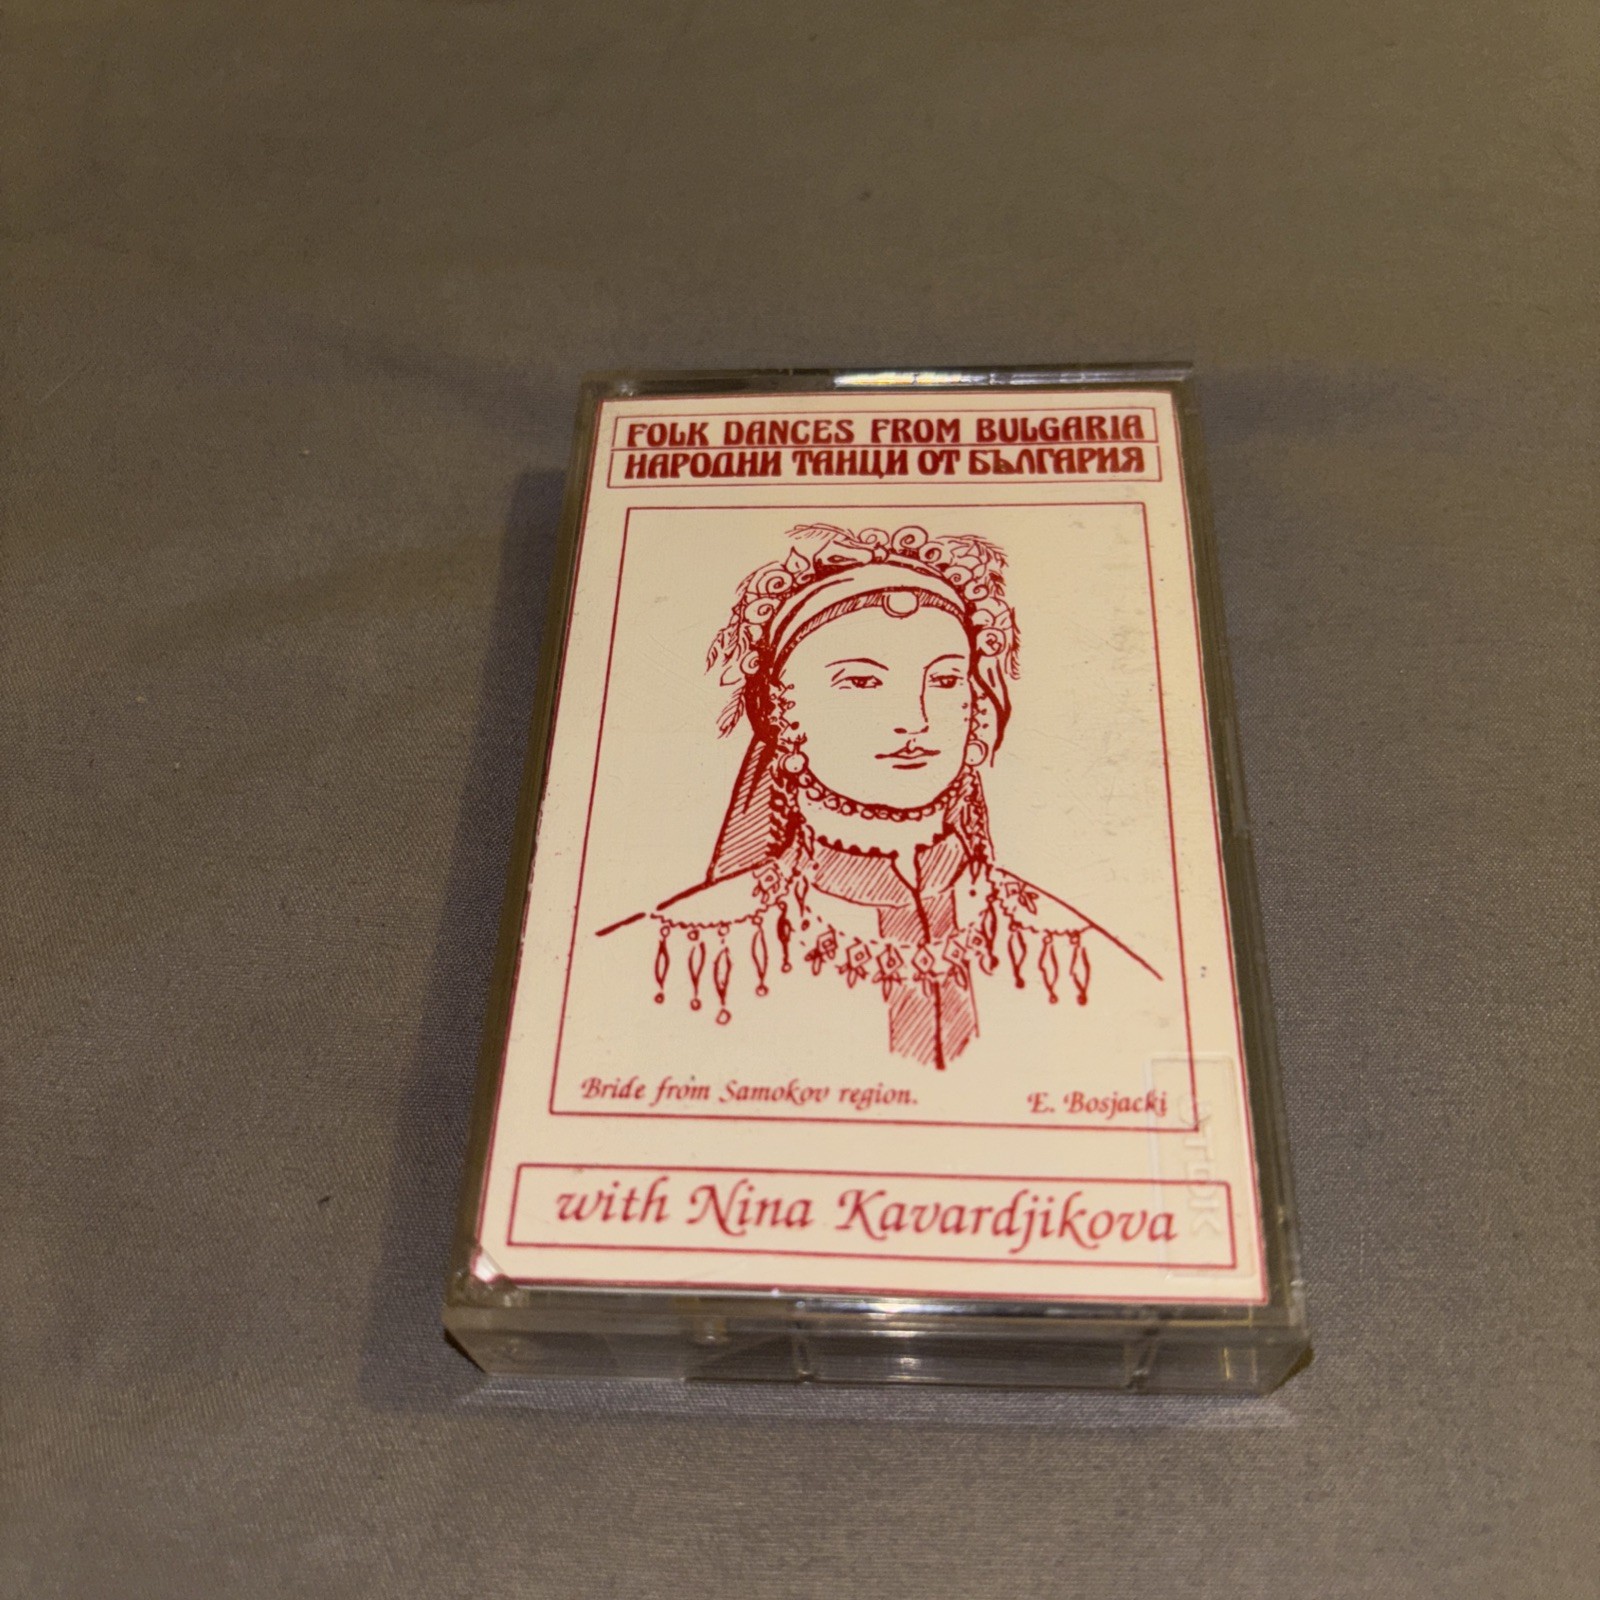 FOLK DANCES FROM BULGARIA
НАРОДНИ ТАНЦИ ОТ БЪЛГАРИЯ
Bride from Samokov region.
E. Bosjacki
with Nina Kavardjikova